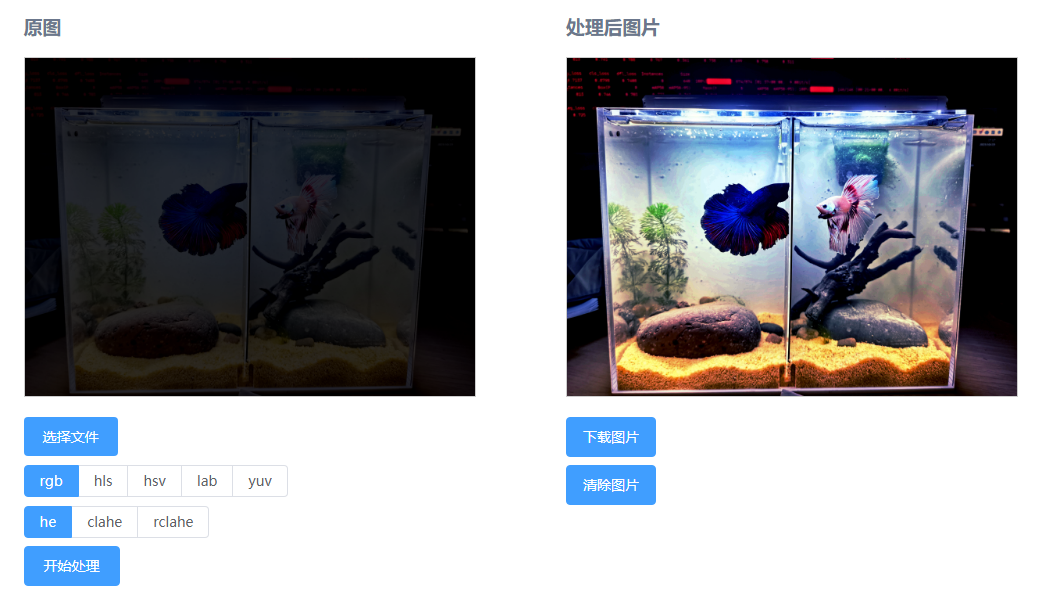 原图
处理后图片
选择文件
下载图片
rgb hls hsv lab yuv
清除图片
he clahe rclahe
开始处理